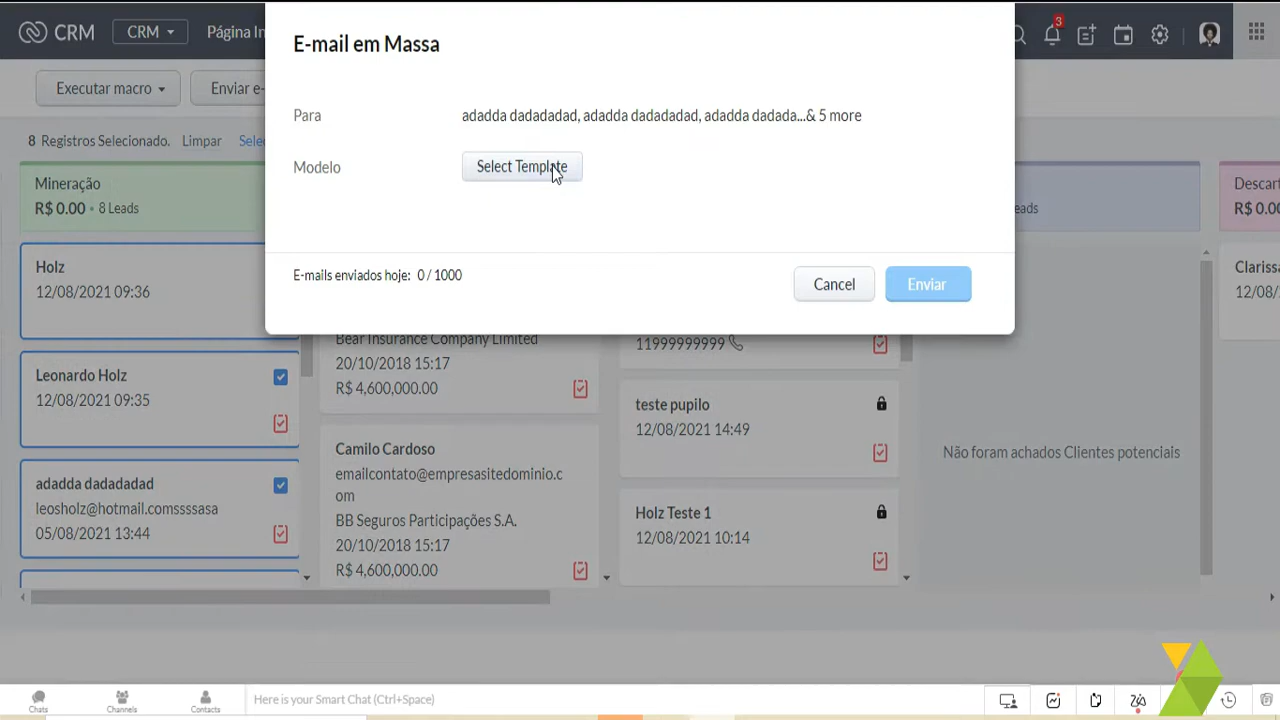 CRM
CRM
Página In
3
E-mail em Massa
Executar macro
Enviar e-
Para
adadda dadadadad, adadda dadadadad, adadda dadada...& 5 more
8 Registros Selecionado. Limpar Selec
Modelo
Select Template
Mineração
R$ 0.00 • 8 Leads
eads
Descart
R$ 0.00
E-mails enviados hoje: 0 / 1000
Cancel
Enviar
Holz
12/08/2021 09:36
Leonardo Holz
12/08/2021 09:35
adadda dadadadad
leosholz@hotmail.comssssasa
05/08/2021 13:44
Bear Insurance Company Limited
20/10/2018 15:17
R$ 4,600,000.00
Camilo Cardoso
emailcontato@empresasitedominio.c
om
BB Seguros Participações S.A.
20/10/2018 15:17
R$ 4,600,000.00
11999999999
teste pupilo
12/08/2021 14:49
Holz Teste 1
12/08/2021 10:14
Não foram achados Clientes potenciais
Clarissa
12/08/
Chats
Channels
Contacts
Here is your Smart Chat (Ctrl+Space)